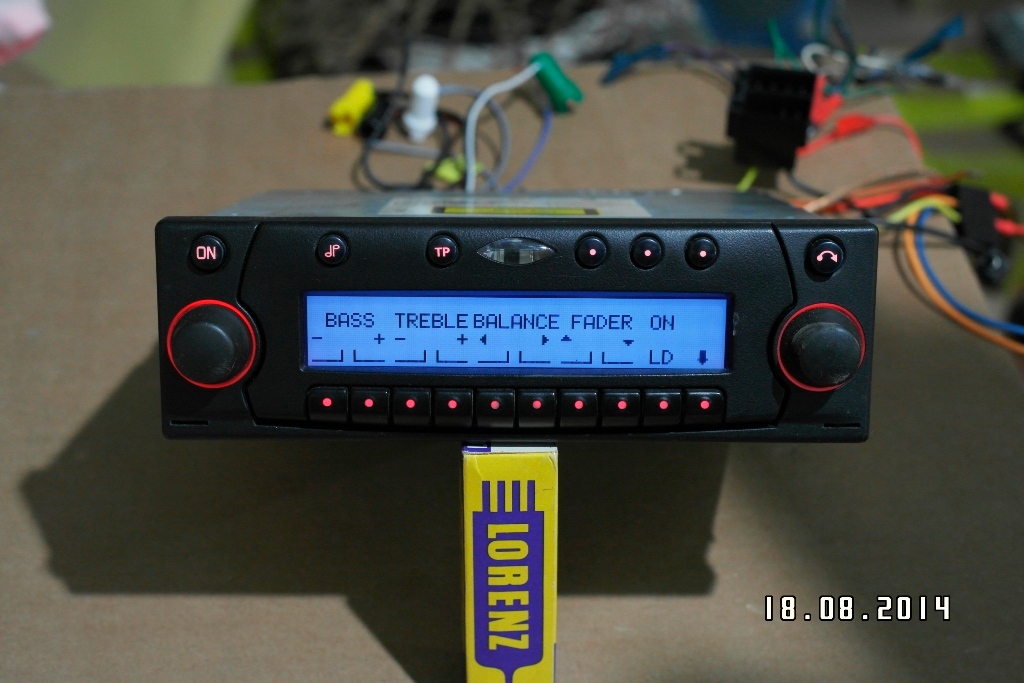 ON TP
BASS TREBLE BALANCE FADER ON
- + - +
LD
LORENZ
18.08.2014